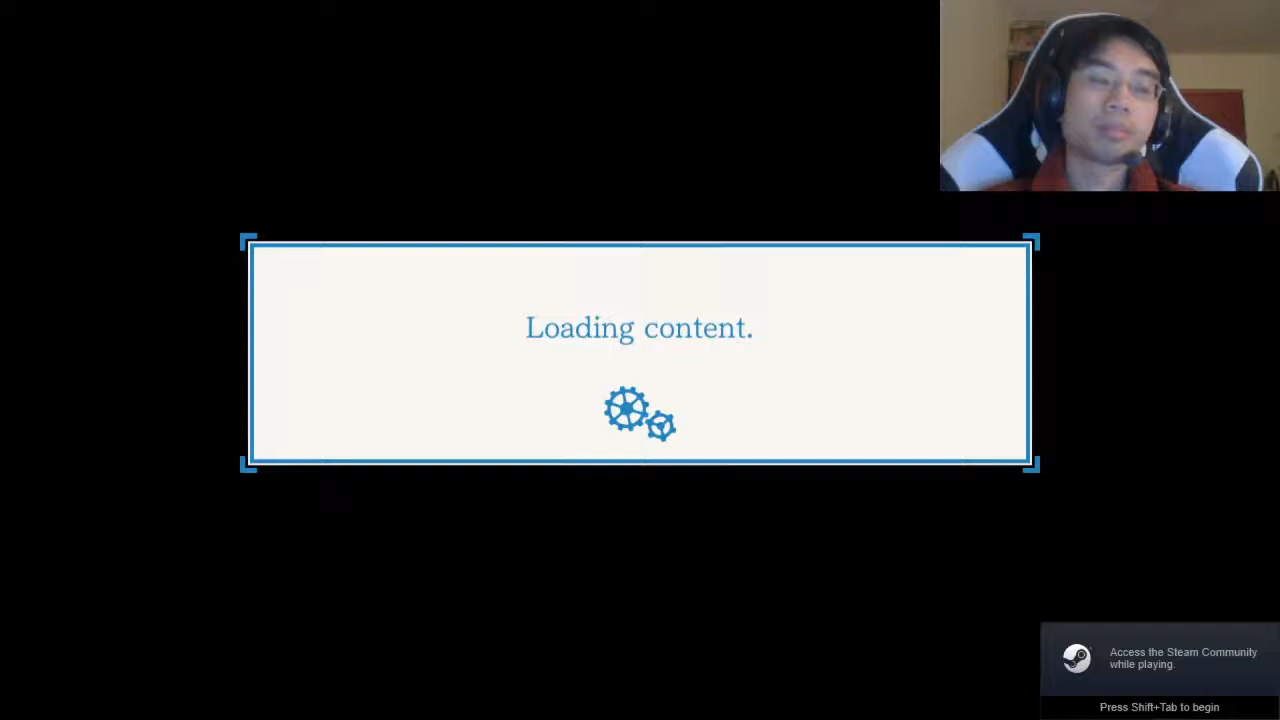 Loading content.
Access the Steam Community
while playing.
Press Shift+Tab to begin